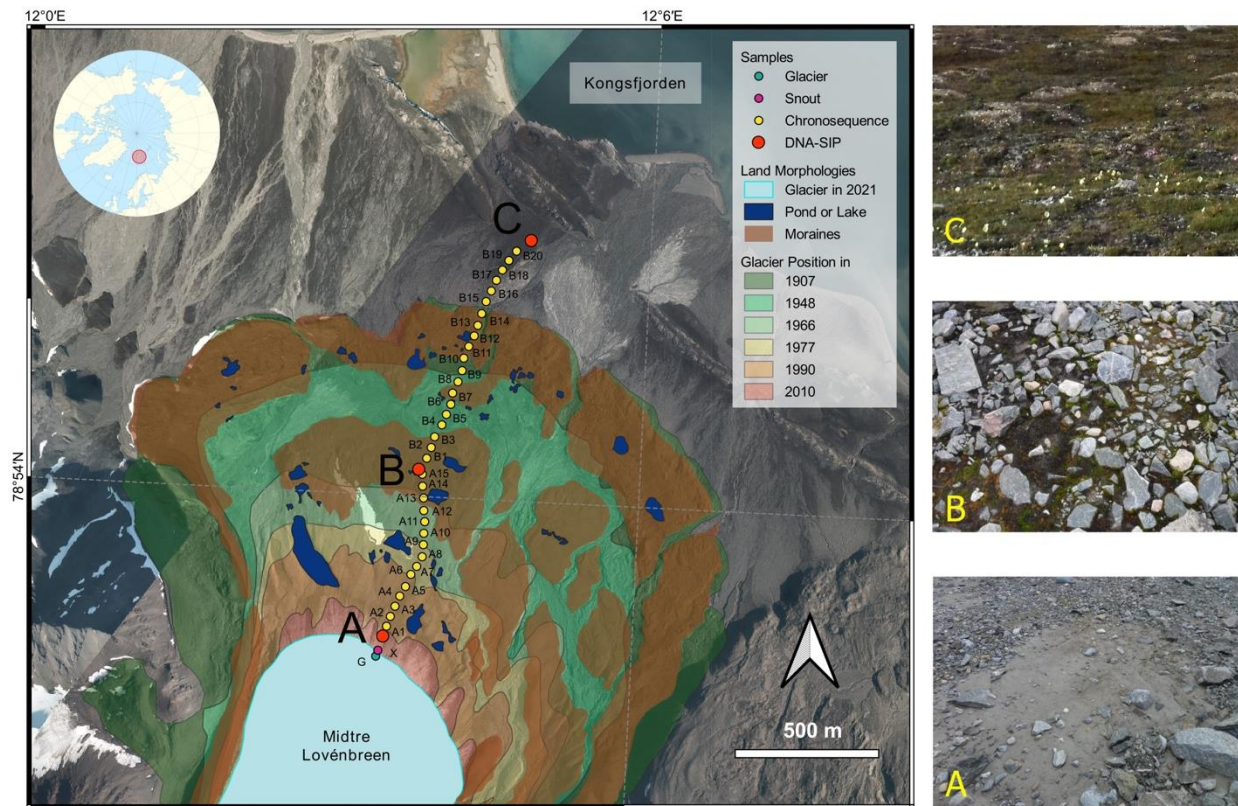 12°0′E
12°6′E
78°54′N
Kongsfjorden
Samples
Glacier
Snout
Chronosequence
DNA-SIP
Land Morphologies
Glacier in 2021
Pond or Lake
Moraines
Glacier Position in
1907
1948
1966
1977
1990
2010
C
B19
B20
B17
B18
B16
B15
B14
B13
B12
B11
B10
B9
B8
B7
B6
B5
B4
B3
B2
B1
B
A15
A14
A13
A12
A11
A10
A9
A8
A7
A6
A5
A4
A3
A2
A1
A
X
G
Midtre
Lovénbreen
500 m
C
B
A